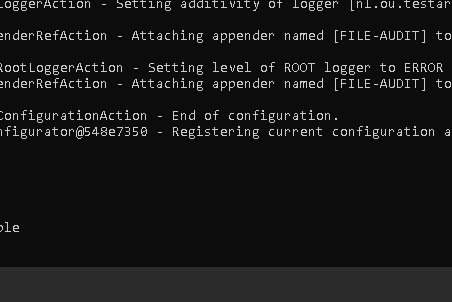 LoggerAction - Setting additivity of logger [nl.ou.testar
enderRefAction - Attaching appender named [FILE-AUDIT] to
RootLoggerAction - Setting level of ROOT logger to ERROR
enderRefAction - Attaching appender named [FILE-AUDIT] to
ConfigurationAction - End of configuration.
nfigurator@548e7350 - Registering current configuration a
ble